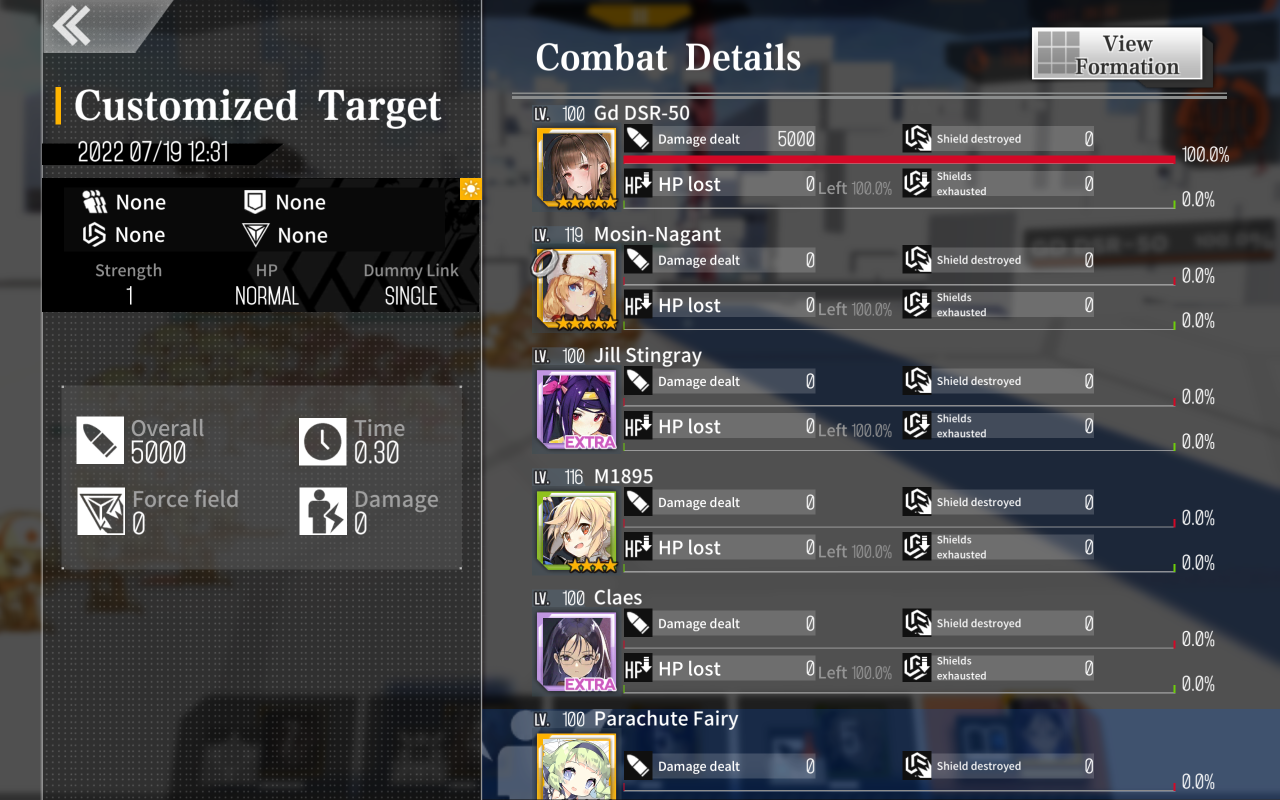 Customized Target
2022 07/19 12:31
None None
None None
Strength HP Dummy Link
1 NORMAL SINGLE
Overall Time
5000 0.30
Force field Damage
0 0
Combat Details
View
Formation
LV. 100 Gd DSR-50
Damage dealt 5000 Shield destroyed 0
100.0%
HP HP lost 0 Left 100.0% Shields exhausted 0
0.0%
LV. 119 Mosin-Nagant
Damage dealt 0 Shield destroyed 0
0.0%
HP HP lost 0 Left 100.0% Shields exhausted 0
0.0%
LV. 100 Jill Stingray
Damage dealt 0 Shield destroyed 0
0.0%
EXTRA
HP HP lost 0 Left 100.0% Shields exhausted 0
0.0%
LV. 116 M1895
Damage dealt 0 Shield destroyed 0
0.0%
HP HP lost 0 Left 100.0% Shields exhausted 0
0.0%
LV. 100 Claes
Damage dealt 0 Shield destroyed 0
0.0%
EXTRA
HP HP lost 0 Left 100.0% Shields exhausted 0
0.0%
LV. 100 Parachute Fairy
Damage dealt 0 Shield destroyed 0
0.0%